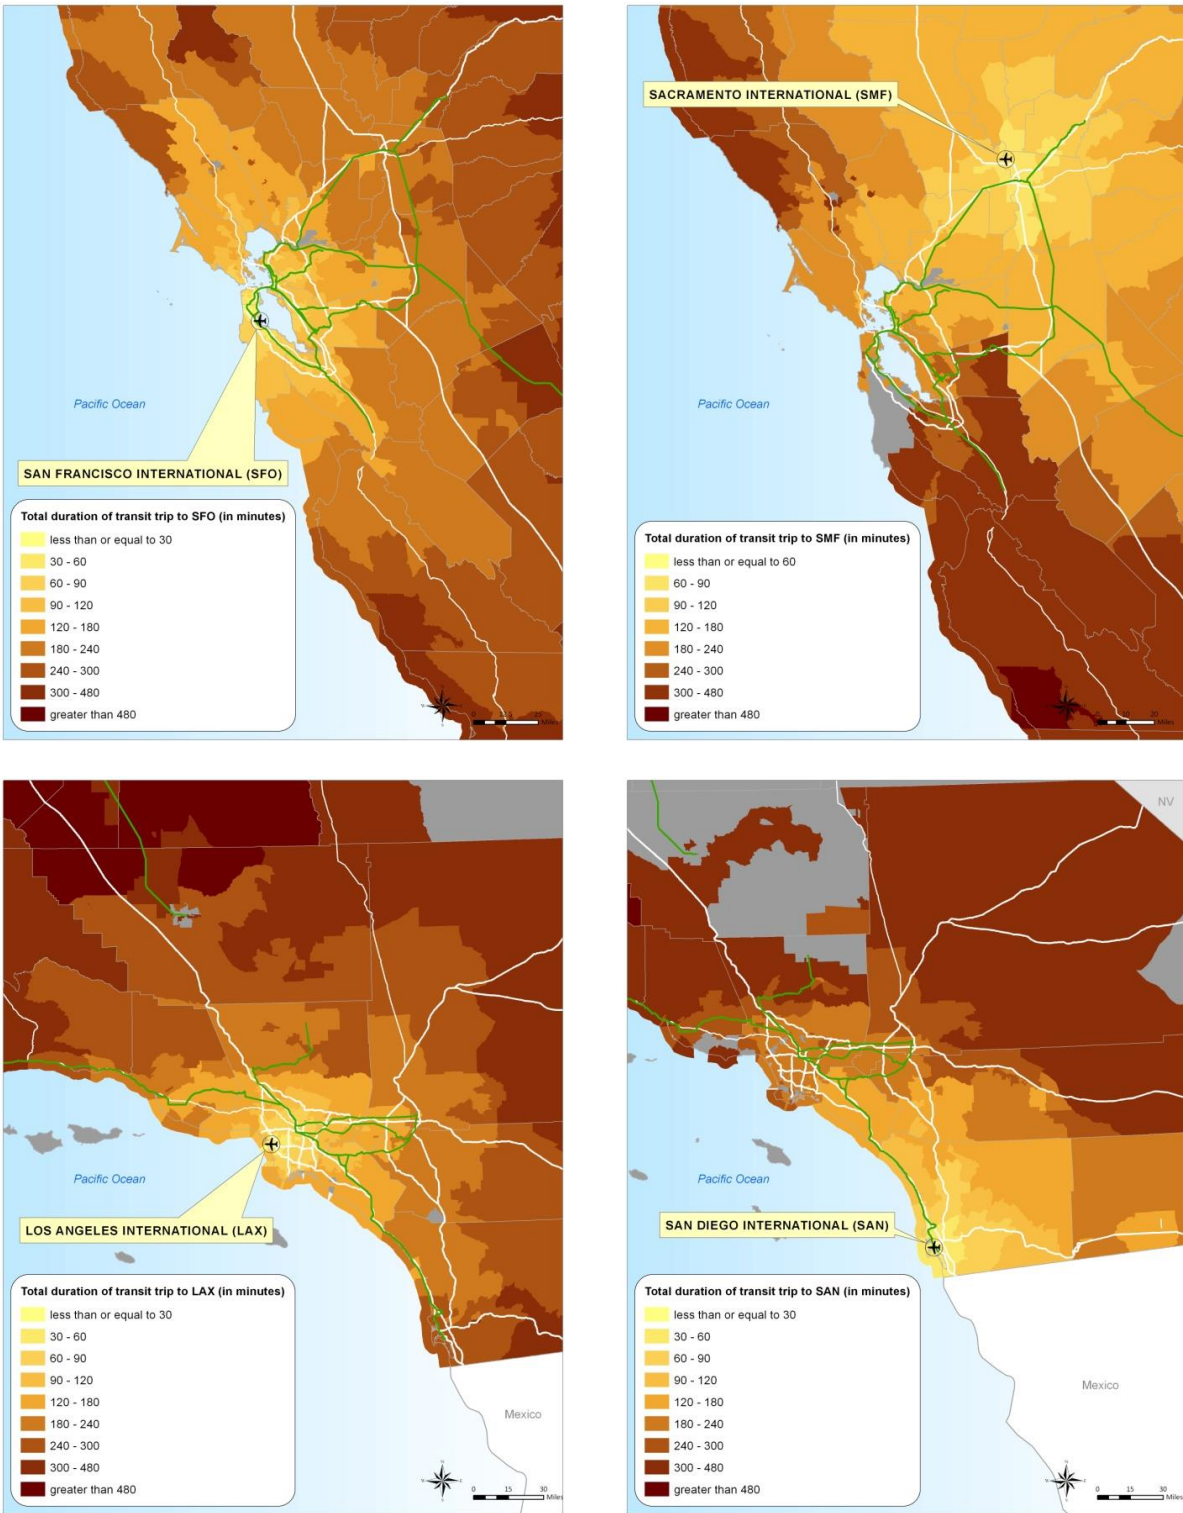 Pacific Ocean
SAN FRANCISCO INTERNATIONAL (SFO)
Total duration of transit trip to SFO (in minutes)
less than or equal to 30
30 - 60
60 - 90
90 - 120
120 - 180
180 - 240
240 - 300
300 - 480
greater than 480
Miles
SACRAMENTO INTERNATIONAL (SMF)
Pacific Ocean
Total duration of transit trip to SMF (in minutes)
less than or equal to 60
60 - 90
90 - 120
120 - 180
180 - 240
240 - 300
300 - 480
greater than 480
10 20
Miles
Pacific Ocean
LOS ANGELES INTERNATIONAL (LAX)
Total duration of transit trip to LAX (in minutes)
less than or equal to 30
30 - 60
60 - 90
90 - 120
120 - 180
180 - 240
240 - 300
300 - 480
greater than 480
Mexico
0 15 30
Miles
NV
Pacific Ocean
SAN DIEGO INTERNATIONAL (SAN)
Total duration of transit trip to SAN (in minutes)
less than or equal to 30
30 - 60
60 - 90
90 - 120
120 - 180
180 - 240
240 - 300
300 - 480
greater than 480
Mexico
0 15 30
Miles